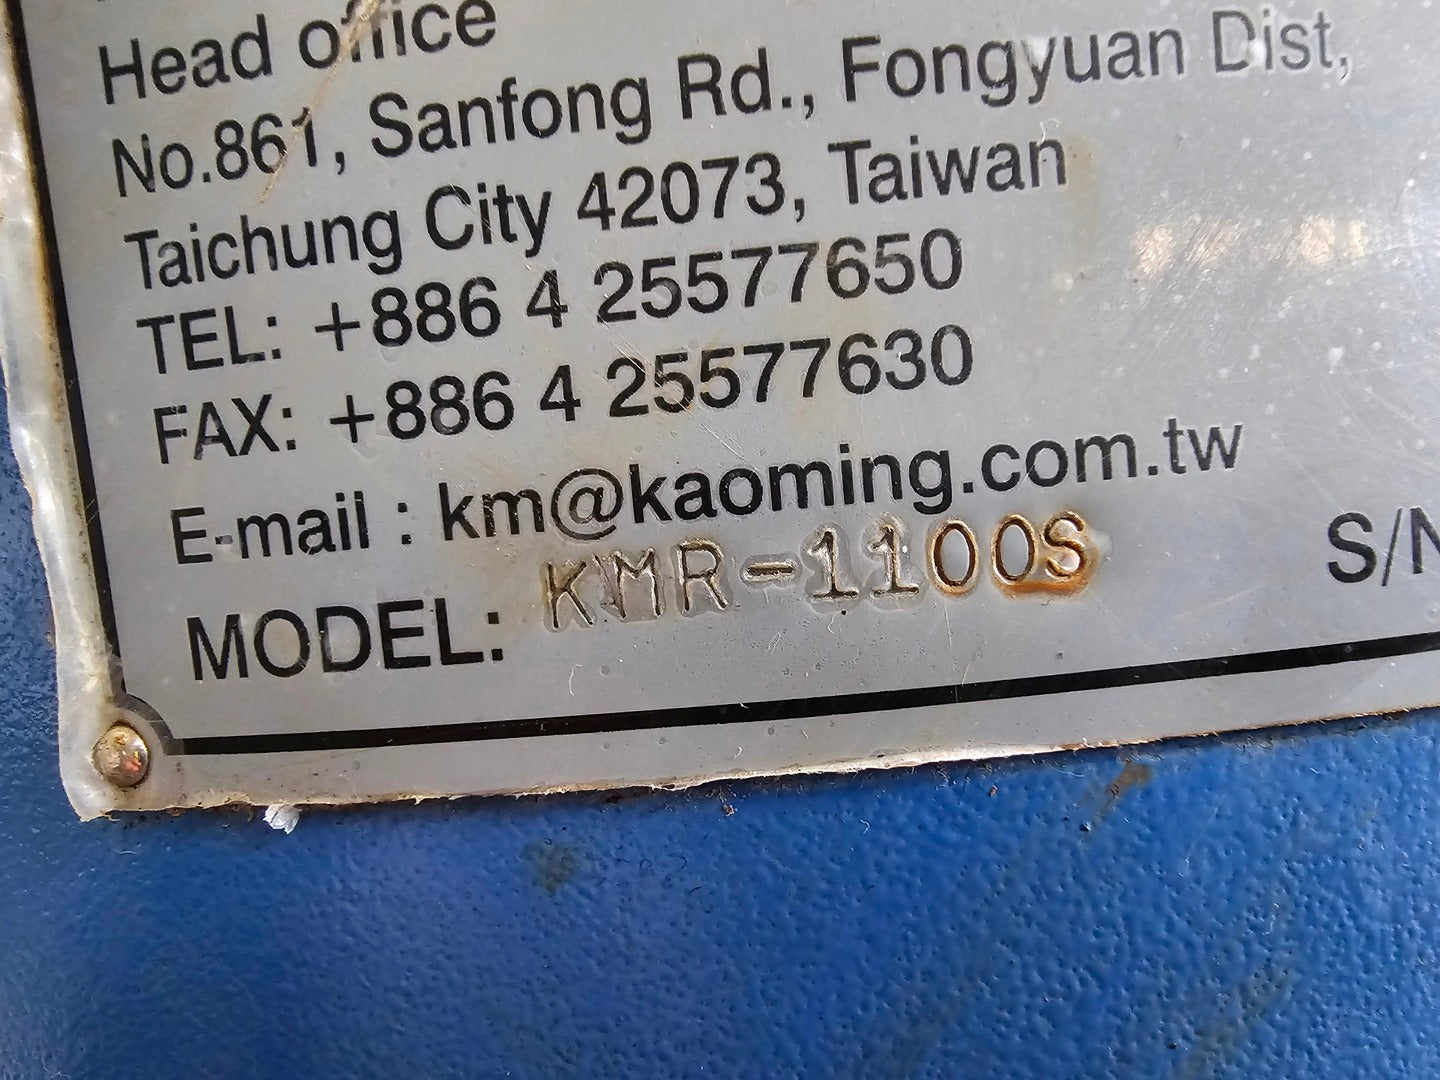 Head office
No.861, Sanfong Rd., Fongyuan Dist,
Taichung City 42073, Taiwan
TEL: +886 4 25577650
FAX: +886 4 25577630
E-mail : km@kaoming.com.tw
MODEL: KMR-1100S S/N